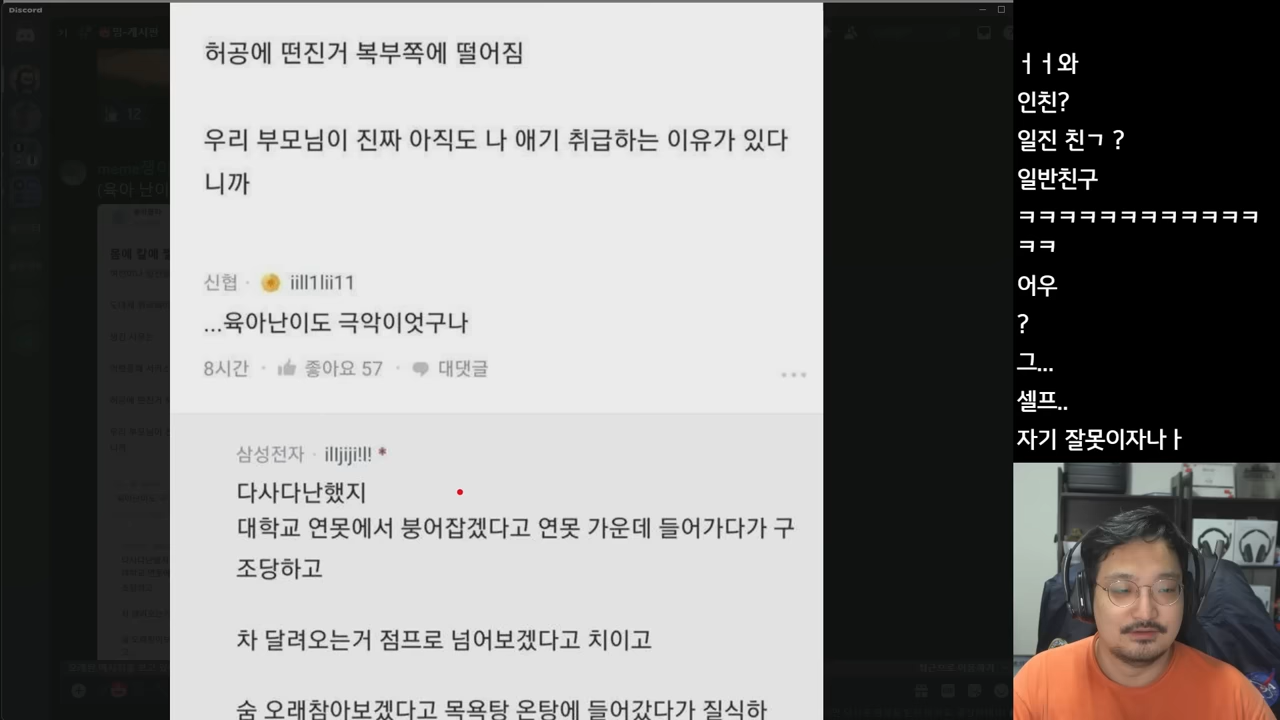 Discord
허공에 떤진거 복부쪽에 떨어짐
우리 부모님이 진짜 아직도 나 애기 취급하는 이유가 있다
니까
신협 · iill1lii11
...육아난이도 극악이엇구나
8시간 · 좋아요 57 · 대댓글
삼성전자 · illjiji!l! *
다사다난했지
대학교 연못에서 붕어잡겠다고 연못 가운데 들어가다가 구
조당하고
차 달려오는거 점프로 넘어보겠다고 치이고
숨 오래참아보겠다고 목욕탕 온탕에 들어갔다가 질식하
12
ㅓㅓ와
인친?
일진 친ㄱ ?
일반친구
ㅋㅋㅋㅋㅋㅋㅋㅋㅋㅋㅋㅋ
ㅋㅋ
어우
?
그...
셀프..
자기 잘못이자나ㅏ